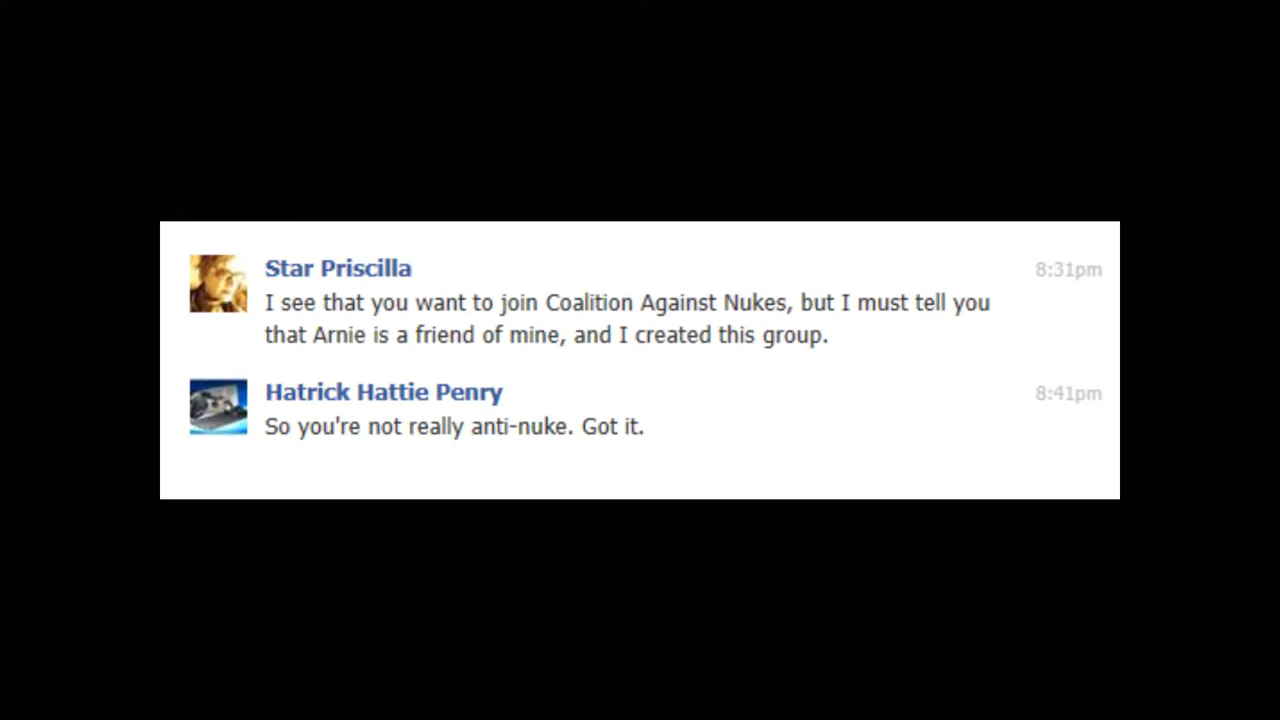 Star Priscilla 8:31pm
I see that you want to join Coalition Against Nukes, but I must tell you
that Arnie is a friend of mine, and I created this group.
Hatrick Hattie Penry 8:41pm
So you're not really anti-nuke. Got it.